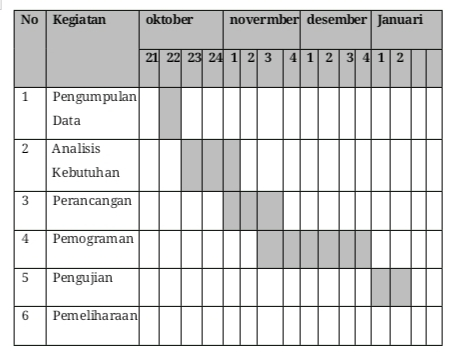 No Kegiatan oktober novermber desember Januari
21 22 23 24 1 2 3 4 1 2 3 4 1 2
1 Pengumpulan
Data
2 Analisis
Kebutuhan
3 Perancangan
4 Pemograman
5 Pengujian
6 Pemeliharaan